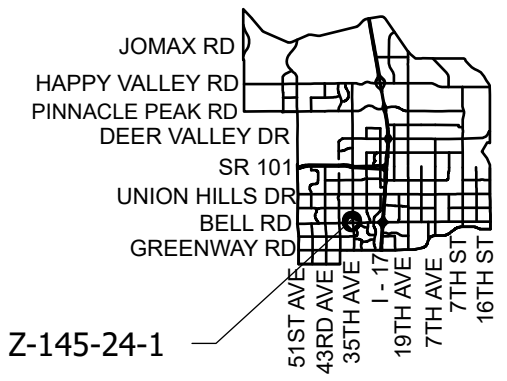 JOMAX RD
HAPPY VALLEY RD
PINNACLE PEAK RD
DEER VALLEY DR
SR 101
UNION HILLS DR
BELL RD
GREENWAY RD
51ST AVE
43RD AVE
35TH AVE
I - 17
19TH AVE
7TH AVE
7TH ST
16TH ST
Z-145-24-1